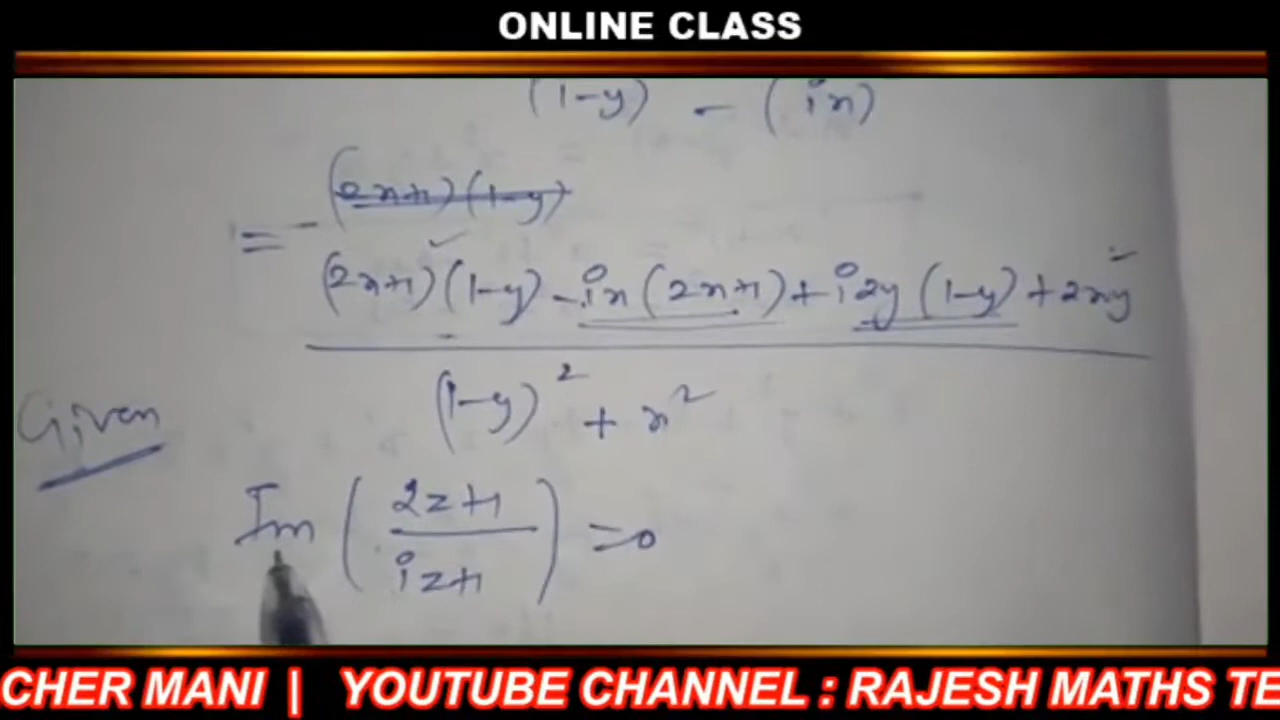 ONLINE CLASS
(1-y) - (ix)
(2x+1)(1-y)
= (2x+1)(1-y) - ix(2x+1) + i2y(1-y) + 2xy
(1-y)² + x²
Given
Im (2z+1 / iz+1) = 0
CHER MANI | YOUTUBE CHANNEL : RAJESH MATHS TE